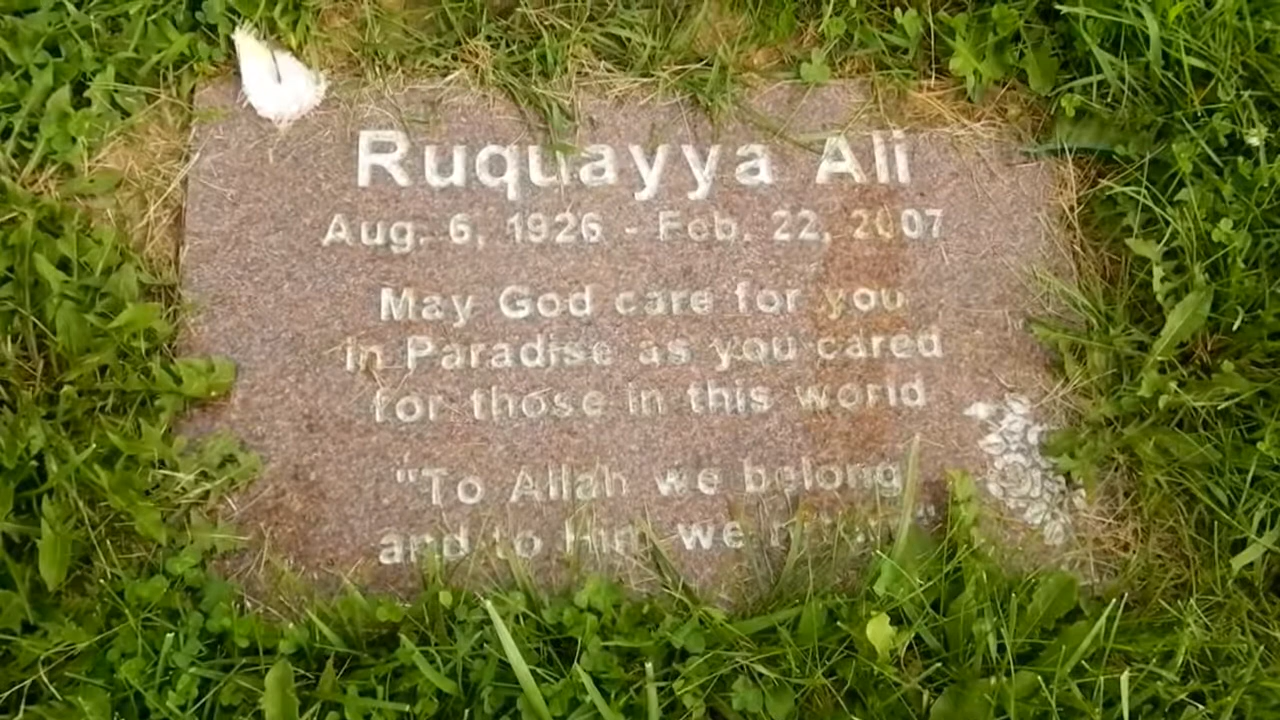 Ruquayya Ali
Aug. 6, 1926 - Feb. 22, 2007
May God care for you
in Paradise as you cared
for those in this world
"To Allah we belong
and to Him we